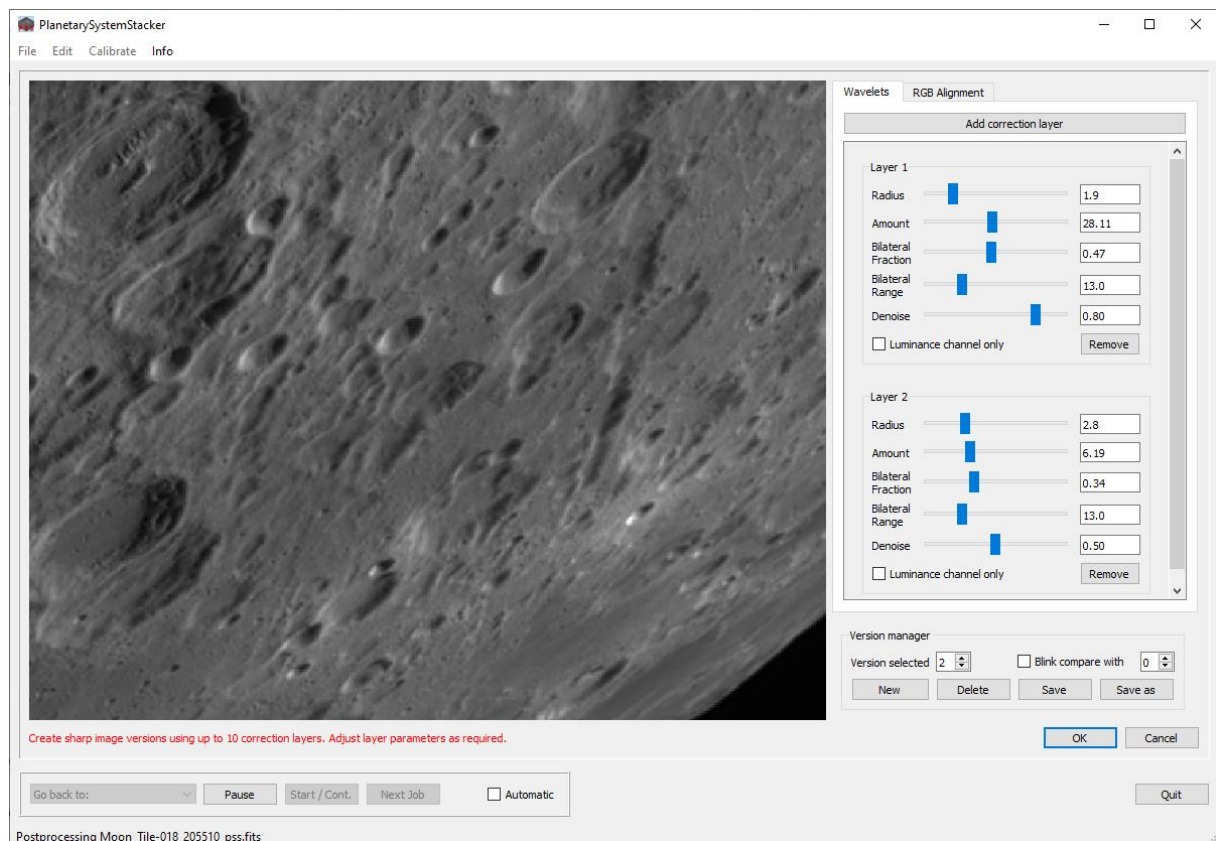 PlanetarySystemStacker
File Edit Calibrate Info
Wavelets RGB Alignment
Add correction layer
Layer 1
Radius 1.9
Amount 28.11
Bilateral
Fraction 0.47
Bilateral
Range 13.0
Denoise 0.80
Luminance channel only Remove
Layer 2
Radius 2.8
Amount 6.19
Bilateral
Fraction 0.34
Bilateral
Range 13.0
Denoise 0.50
Luminance channel only Remove
Version manager
Version selected 2 Blink compare with 0
New Delete Save Save as
Create sharp image versions using up to 10 correction layers. Adjust layer parameters as required.
OK Cancel
Go back to: Pause Start / Cont. Next Job Automatic Quit
Postprocessing Moon_Tile-018_205510_pss.fits